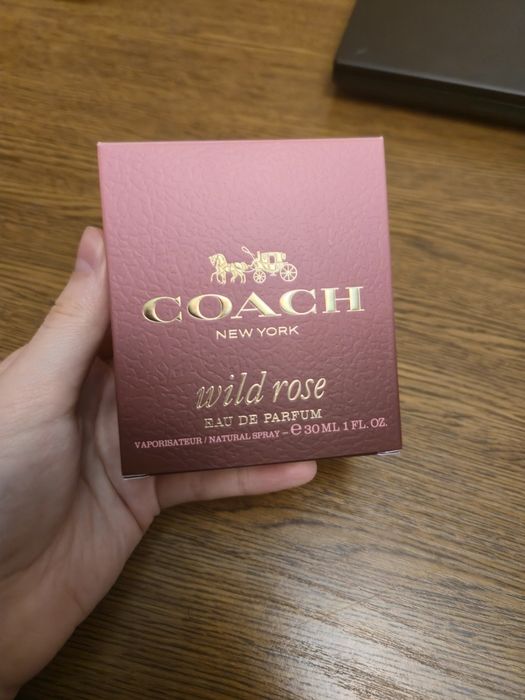 COACH
NEW YORK
wild rose
EAU DE PARFUM
VAPORISATEUR / NATURAL SPRAY - ℮ 30 ML 1 FL. OZ.